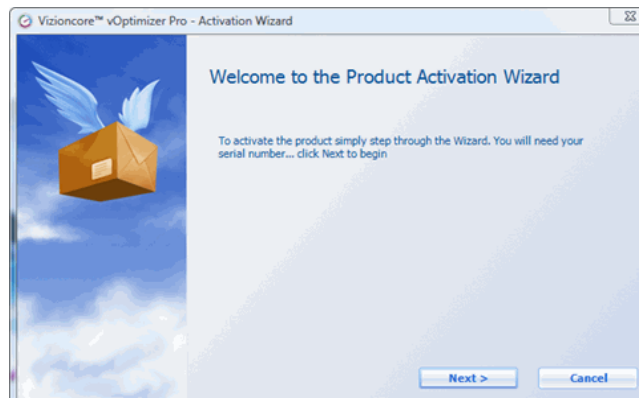 Vizioncore™ vOptimizer Pro - Activation Wizard
Welcome to the Product Activation Wizard
To activate the product simply step through the Wizard. You will need your
serial number... click Next to begin
Next >
Cancel